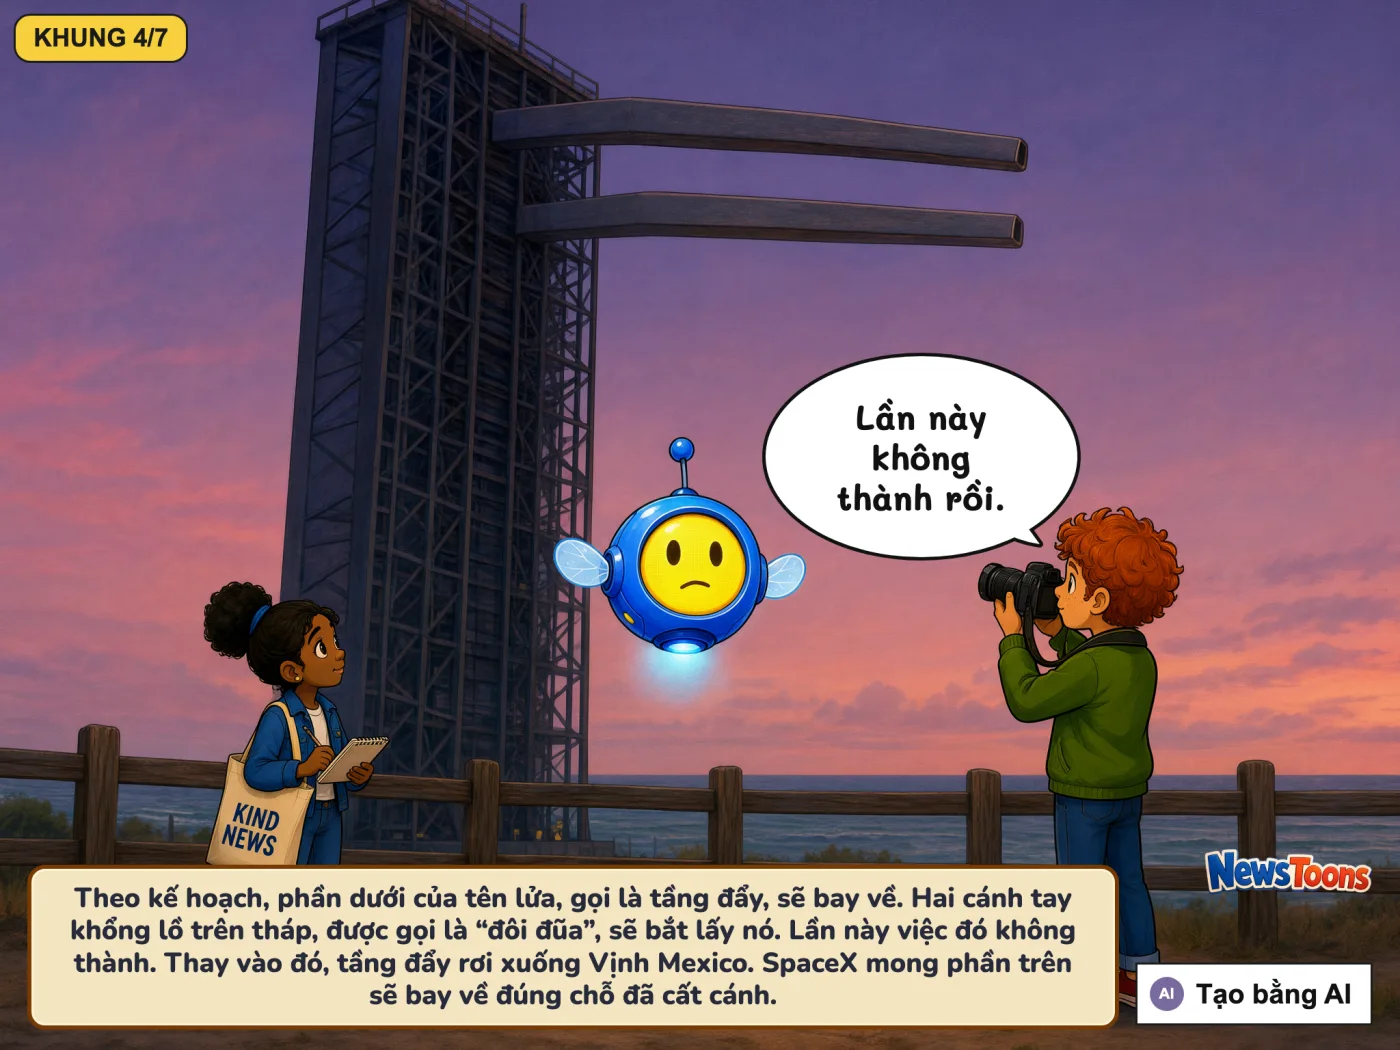 KHUNG 4/7
Lần này
không
thành rồi.
KIND
NEWS
NewsToons
Theo kế hoạch, phần dưới của tên lửa, gọi là tầng đẩy, sẽ bay về. Hai cánh tay
khổng lồ trên tháp, được gọi là “đôi đũa”, sẽ bắt lấy nó. Lần này việc đó không
thành. Thay vào đó, tầng đẩy rơi xuống Vịnh Mexico. SpaceX mong phần trên
sẽ bay về đúng chỗ đã cất cánh.
AI Tạo bằng AI